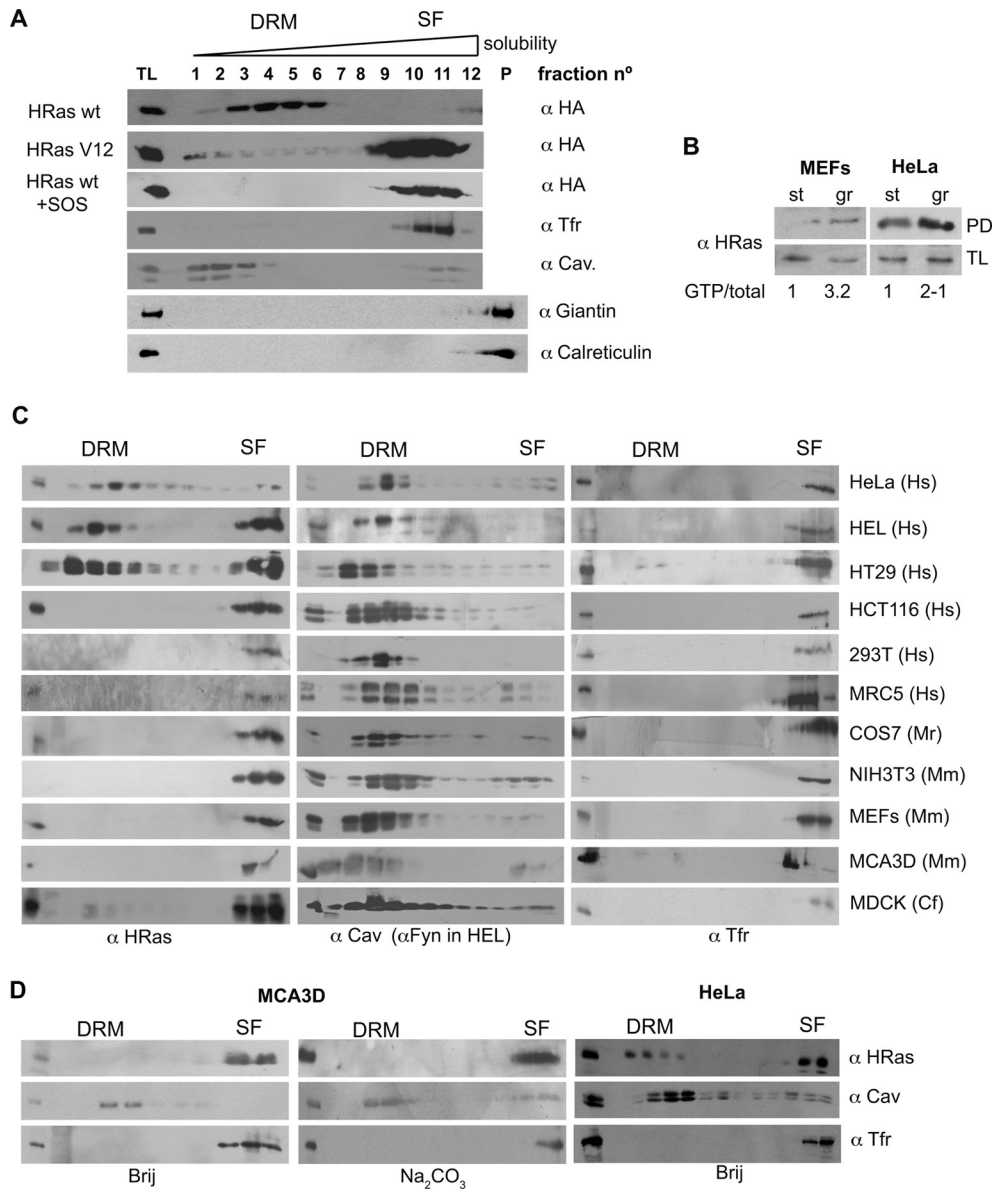 A
DRM SF
solubility
TL 1 2 3 4 5 6 7 8 9 10 11 12 P fraction nº
HRas wt α HA
HRas V12 α HA
HRas wt +SOS α HA
α Tfr
α Cav.
α Giantin
α Calreticulin
B
MEFs HeLa
st gr st gr
α HRas PD
TL
GTP/total 1 3.2 1 2-1
C
DRM SF DRM SF DRM SF
HeLa (Hs)
HEL (Hs)
HT29 (Hs)
HCT116 (Hs)
293T (Hs)
MRC5 (Hs)
COS7 (Mr)
NIH3T3 (Mm)
MEFs (Mm)
MCA3D (Mm)
MDCK (Cf)
α HRas α Cav (αFyn in HEL) α Tfr
D
MCA3D HeLa
DRM SF DRM SF DRM SF
α HRas
α Cav
α Tfr
Brij Na₂CO₃ Brij